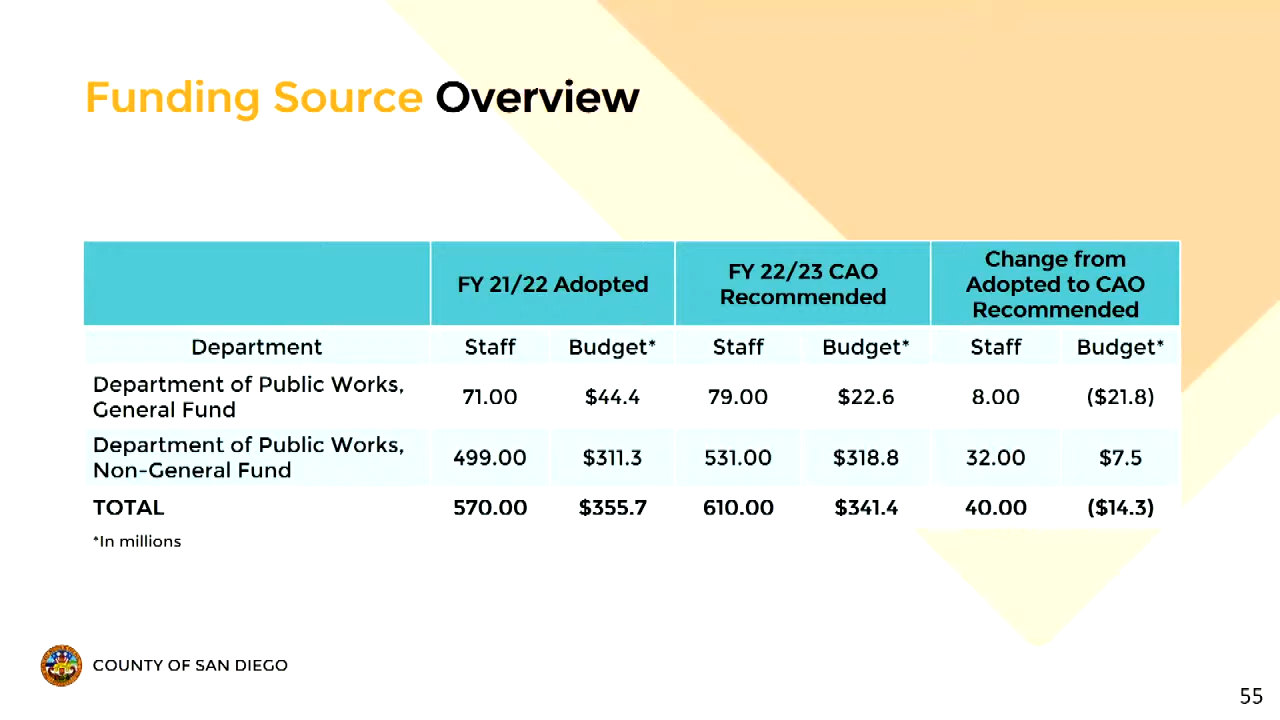 Funding Source Overview
FY 21/22 Adopted
FY 22/23 CAO
Recommended
Change from
Adopted to CAO
Recommended
Department Staff Budget* Staff Budget* Staff Budget*
Department of Public Works,
General Fund
71.00 $44.4 79.00 $22.6 8.00 ($21.8)
Department of Public Works,
Non-General Fund
499.00 $311.3 531.00 $318.8 32.00 $7.5
TOTAL 570.00 $355.7 610.00 $341.4 40.00 ($14.3)
*In millions
COUNTY OF SAN DIEGO
55